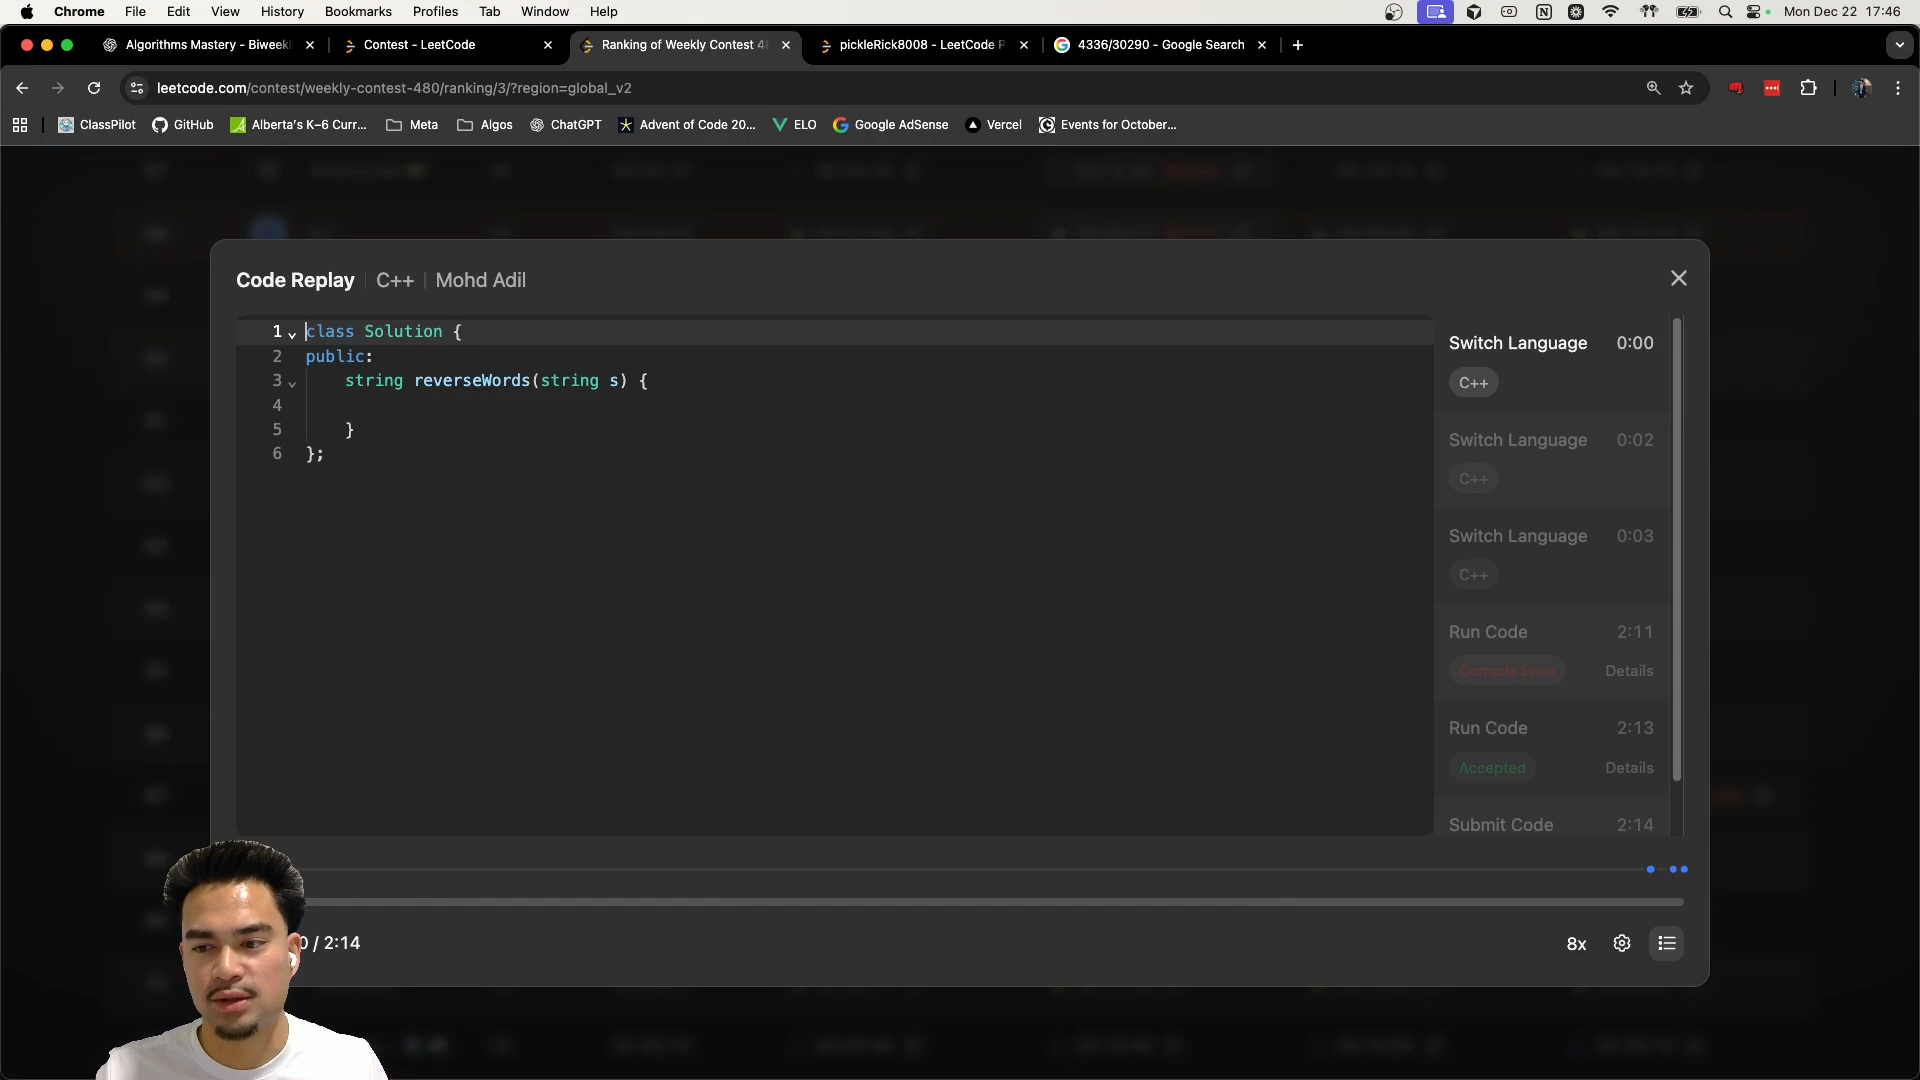 Chrome File Edit View History Bookmarks Profiles Tab Window Help Mon Dec 22 17:46
Algorithms Mastery - Biweekl Contest - LeetCode Ranking of Weekly Contest 48 pickleRick8008 - LeetCode P 4336/30290 - Google Search
leetcode.com/contest/weekly-contest-480/ranking/3/?region=global_v2
ClassPilot GitHub Alberta's K–6 Curr... Meta Algos ChatGPT Advent of Code 20... ELO Google AdSense Vercel Events for October...
Code Replay C++ Mohd Adil
1 class Solution {
2 public:
3 string reverseWords(string s) {
4
5 }
6 };
Switch Language 0:00
C++
Switch Language 0:02
C++
Switch Language 0:03
C++
Run Code 2:11
Compile Error Details
Run Code 2:13
Accepted Details
Submit Code 2:14
0 / 2:14 8x